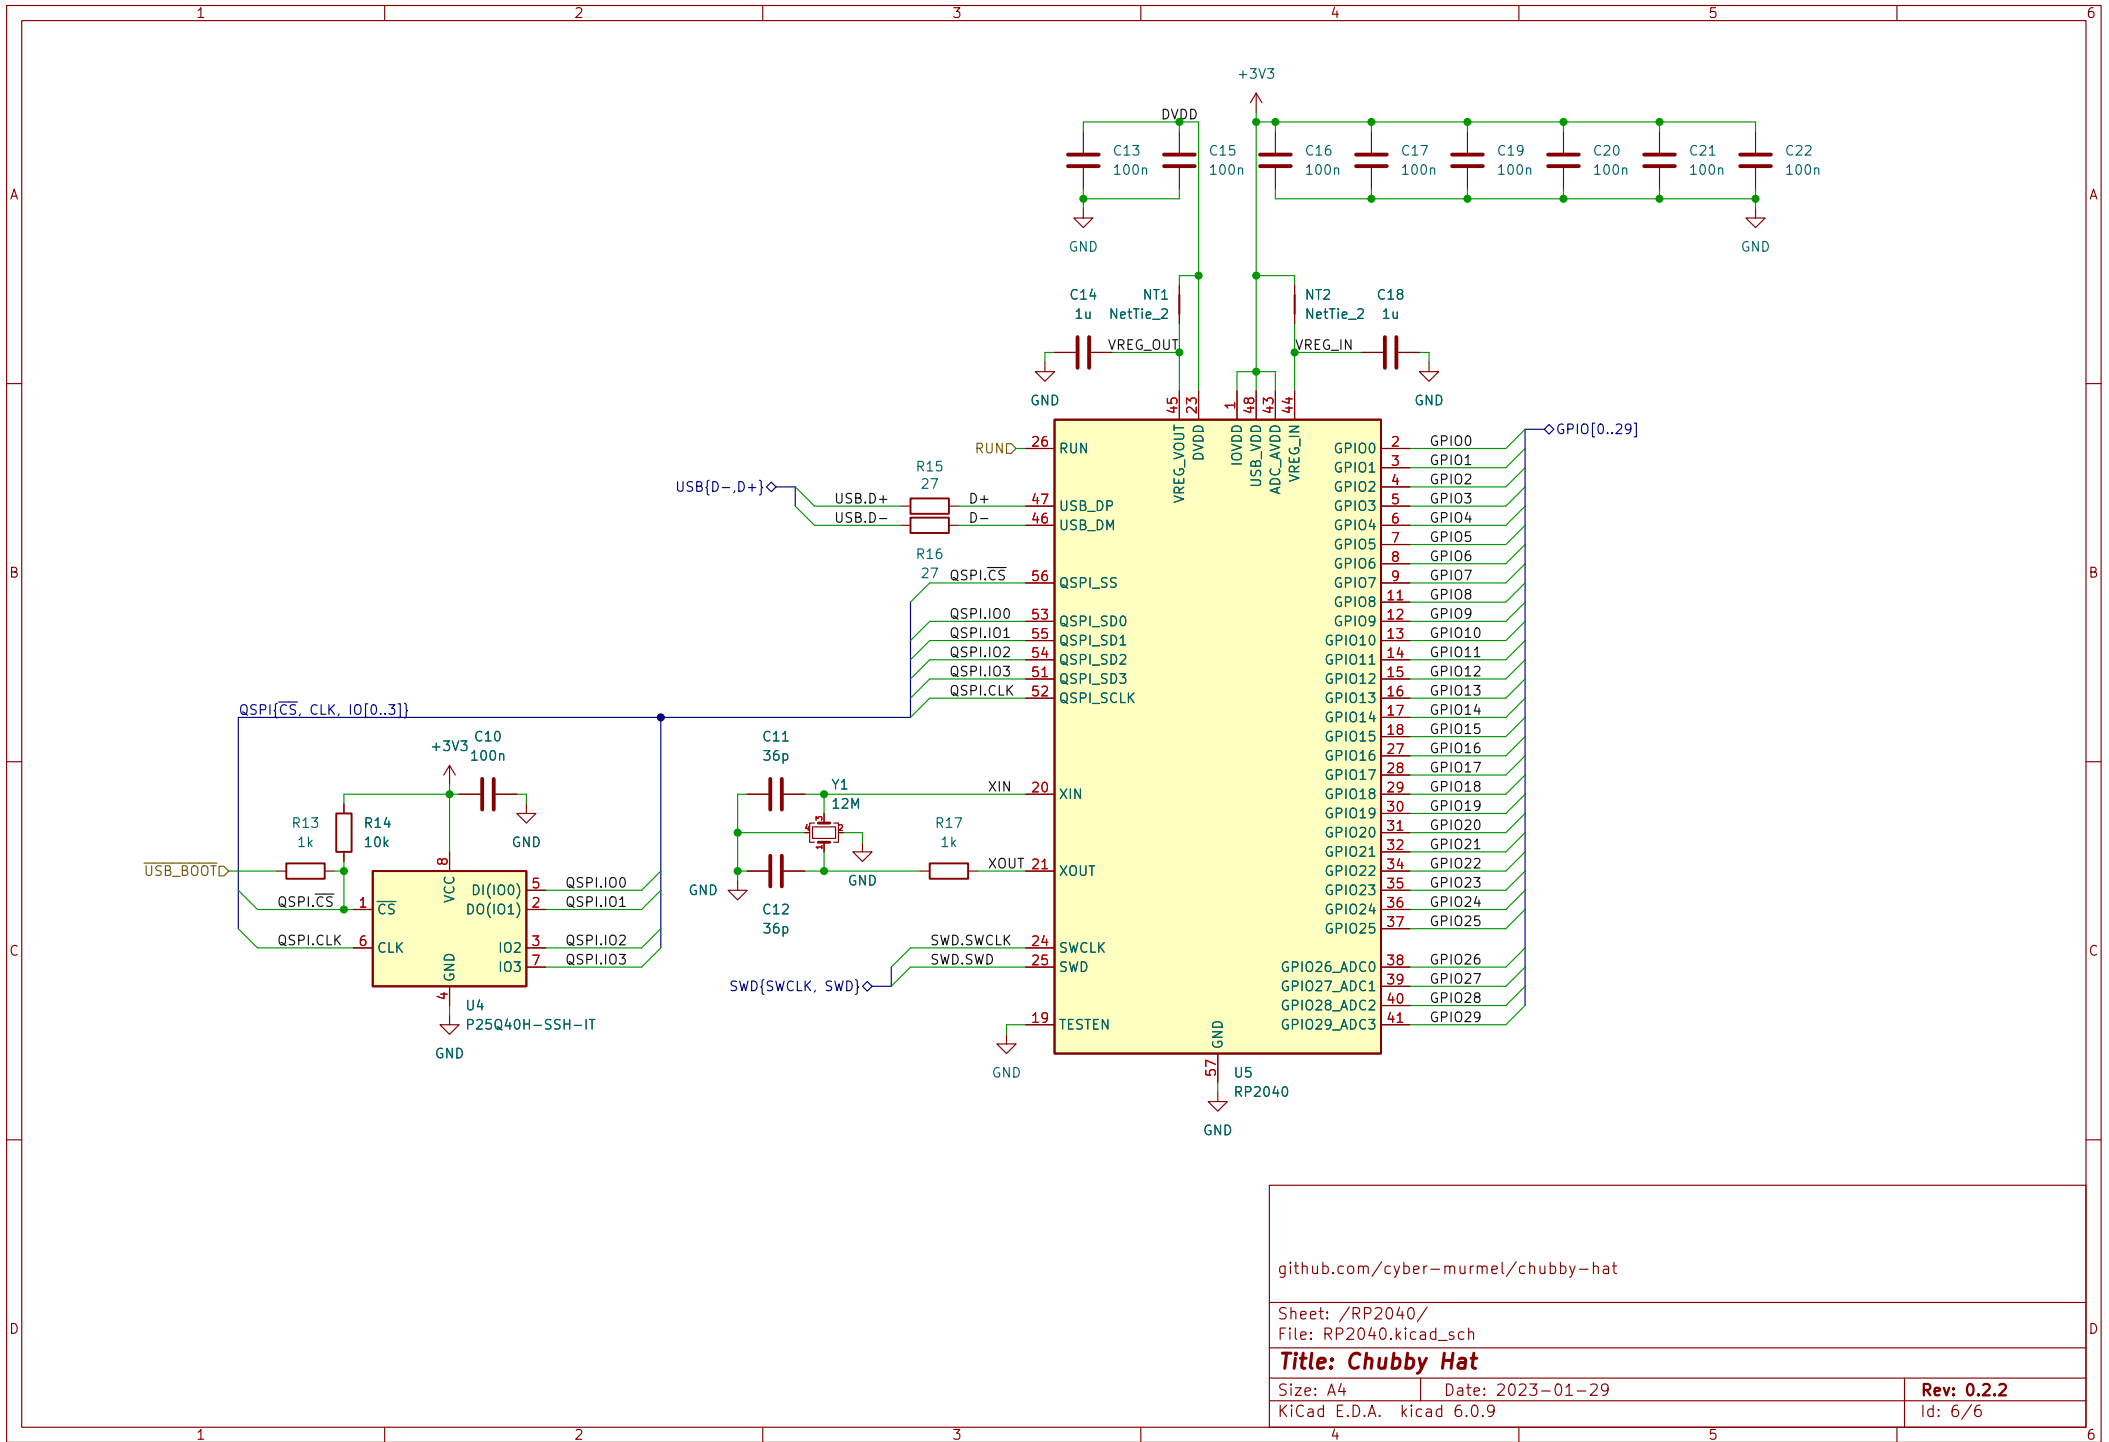 1 2 3 4 5 6
A
B
C
D
+3V3
DVDD
C13
100n
C15
100n
C16
100n
C17
100n
C19
100n
C20
100n
C21
100n
C22
100n
GND
GND
C14
1u
NT1
NetTie_2
NT2
NetTie_2
C18
1u
VREG_OUT
VREG_IN
GND
GND
45
23
1
48
43
44
VREG_VOUT
DVDD
IOVDD
USB_VDD
ADC_AVDD
VREG_IN
RUN
26
RUN
R15
27
USB{D-,D+}
USB.D+
D+
47
USB_DP
USB.D-
D-
46
USB_DM
R16
27
QSPI.CS
56
QSPI_SS
QSPI.IO0
53
QSPI_SD0
QSPI.IO1
55
QSPI_SD1
QSPI.IO2
54
QSPI_SD2
QSPI.IO3
51
QSPI_SD3
QSPI.CLK
52
QSPI_SCLK
GPIO[0..29]
GPIO0 2 GPIO0
GPIO1 3 GPIO1
GPIO2 4 GPIO2
GPIO3 5 GPIO3
GPIO4 6 GPIO4
GPIO5 7 GPIO5
GPIO6 8 GPIO6
GPIO7 9 GPIO7
GPIO8 11 GPIO8
GPIO9 12 GPIO9
GPIO10 13 GPIO10
GPIO11 14 GPIO11
GPIO12 15 GPIO12
GPIO13 16 GPIO13
GPIO14 17 GPIO14
GPIO15 18 GPIO15
GPIO16 27 GPIO16
GPIO17 28 GPIO17
GPIO18 29 GPIO18
GPIO19 30 GPIO19
GPIO20 31 GPIO20
GPIO21 32 GPIO21
GPIO22 34 GPIO22
GPIO23 35 GPIO23
GPIO24 36 GPIO24
GPIO25 37 GPIO25
GPIO26_ADC0 38 GPIO26
GPIO27_ADC1 39 GPIO27
GPIO28_ADC2 40 GPIO28
GPIO29_ADC3 41 GPIO29
QSPI{CS, CLK, IO[0..3]}
+3V3
C10
100n
GND
R13
1k
R14
10k
USB_BOOT
8
VCC
QSPI.CS
1
CS
QSPI.CLK
6
CLK
DI(IO0)
5
QSPI.IO0
DO(IO1)
2
QSPI.IO1
IO2
3
QSPI.IO2
IO3
7
QSPI.IO3
GND
4
U4
P25Q40H-SSH-IT
GND
C11
36p
Y1
12M
3
4
2
1
XIN
20
XIN
R17
1k
XOUT
21
XOUT
GND
GND
C12
36p
SWD.SWCLK
24
SWCLK
SWD.SWD
25
SWD
SWD{SWCLK, SWD}
19
TESTEN
GND
GND
57
U5
RP2040
GND
github.com/cyber-murmel/chubby-hat
Sheet: /RP2040/
File: RP2040.kicad_sch
Title: Chubby Hat
Size: A4
Date: 2023-01-29
Rev: 0.2.2
KiCad E.D.A. kicad 6.0.9
Id: 6/6
A
B
C
D
1 2 3 4 5 6